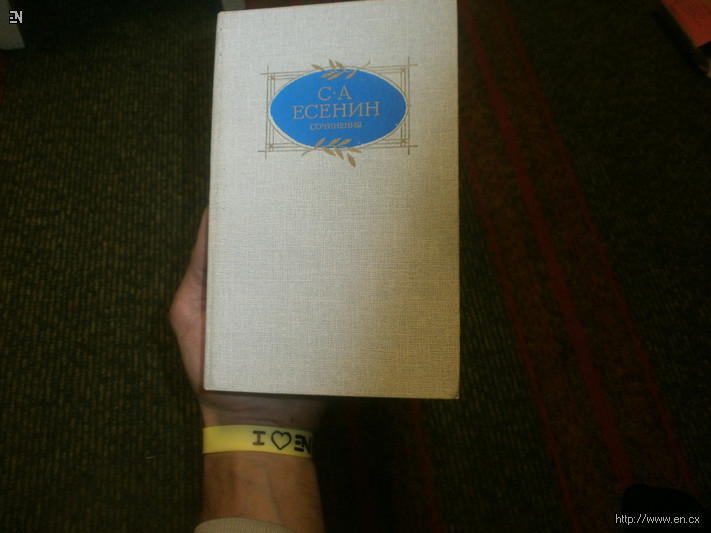 EN
С·А
ЕСЕНИН
СОЧИНЕНИЯ
I ♡ EN
http://www.en.cx